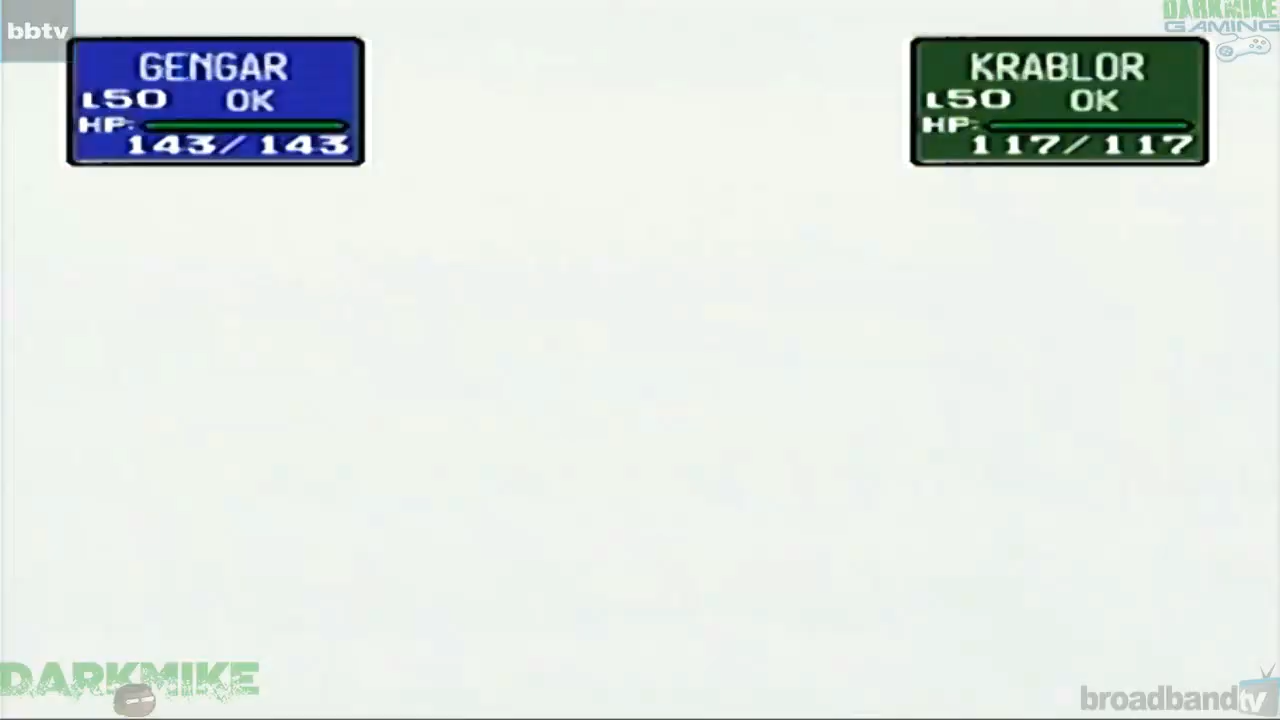 bbtv
DARKMIKE
GAMING
GENGAR
L50 OK
HP:
143/143
KRABLOR
L50 OK
HP:
117/117
DARKMIKE
broadbandtv